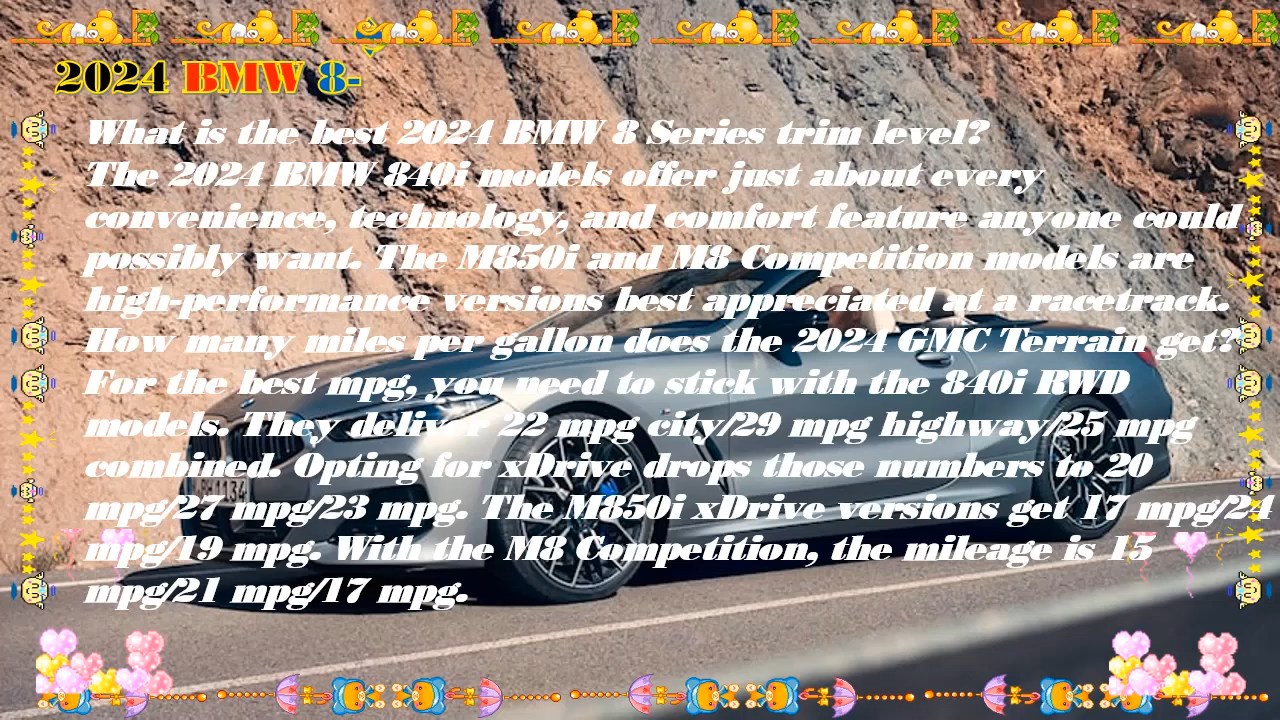 2024 BMW 8-
What is the best 2024 BMW 8 Series trim level?
The 2024 BMW 840i models offer just about every
convenience, technology, and comfort feature anyone could
possibly want. The M850i and M8 Competition models are
high-performance versions best appreciated at a racetrack.
How many miles per gallon does the 2024 GMC Terrain get?
For the best mpg, you need to stick with the 840i RWD
models. They deliver 22 mpg city/29 mpg highway/25 mpg
combined. Opting for xDrive drops those numbers to 20
mpg/27 mpg/23 mpg. The M850i xDrive versions get 17 mpg/24
mpg/19 mpg. With the M8 Competition, the mileage is 15
mpg/21 mpg/17 mpg.